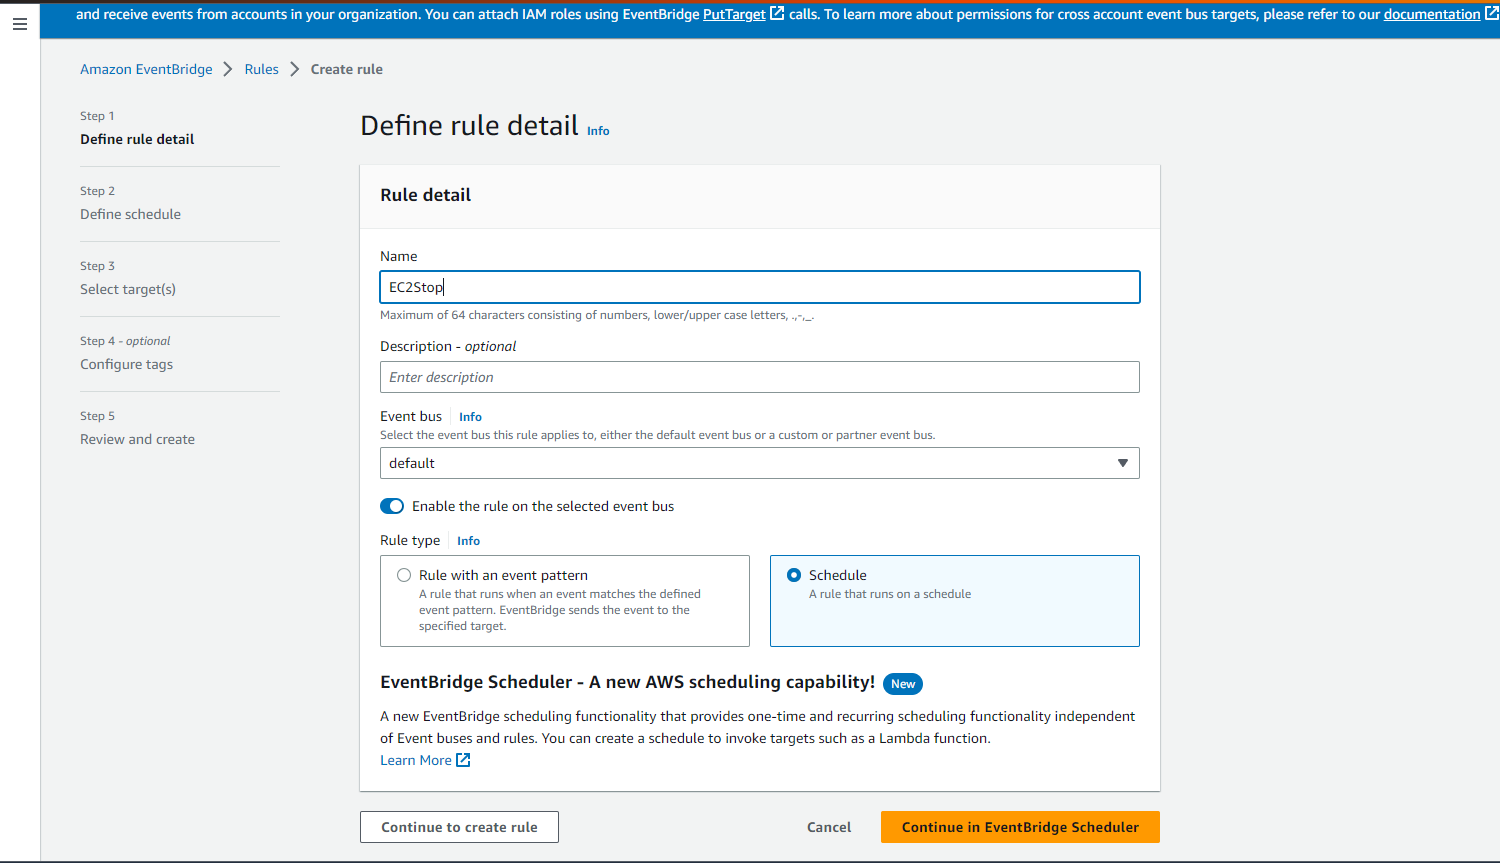 and receive events from accounts in your organization. You can attach IAM roles using EventBridge PutTarget calls. To learn more about permissions for cross account event bus targets, please refer to our documentation
Amazon EventBridge > Rules > Create rule
Step 1
Define rule detail
Step 2
Define schedule
Step 3
Select target(s)
Step 4 - optional
Configure tags
Step 5
Review and create
Define rule detail Info
Rule detail
Name
EC2Stop
Maximum of 64 characters consisting of numbers, lower/upper case letters, .,-,_.
Description - optional
Enter description
Event bus Info
Select the event bus this rule applies to, either the default event bus or a custom or partner event bus.
default
Enable the rule on the selected event bus
Rule type Info
Rule with an event pattern
A rule that runs when an event matches the defined
event pattern. EventBridge sends the event to the
specified target.
Schedule
A rule that runs on a schedule
EventBridge Scheduler - A new AWS scheduling capability! New
A new EventBridge scheduling functionality that provides one-time and recurring scheduling functionality independent
of Event buses and rules. You can create a schedule to invoke targets such as a Lambda function.
Learn More
Continue to create rule
Cancel
Continue in EventBridge Scheduler